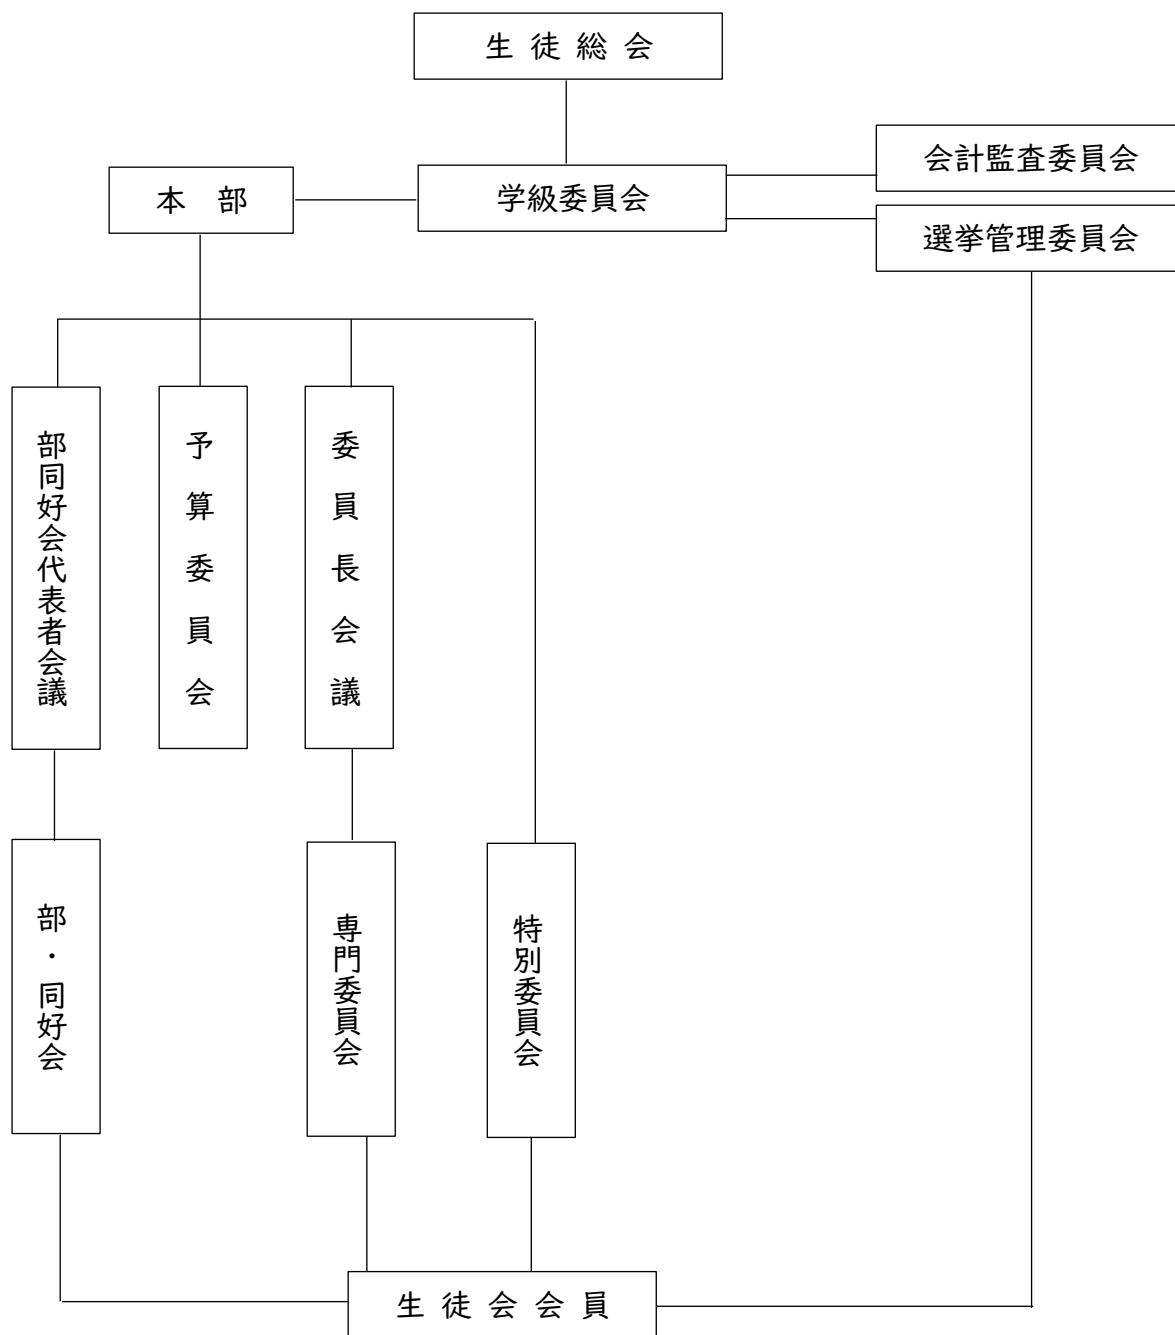 生徒総会
会計監査委員会
本部
学級委員会
選挙管理委員会
部同好会代表者会議
予算委員会
委員長会議
部・同好会
専門委員会
特別委員会
生徒会会員